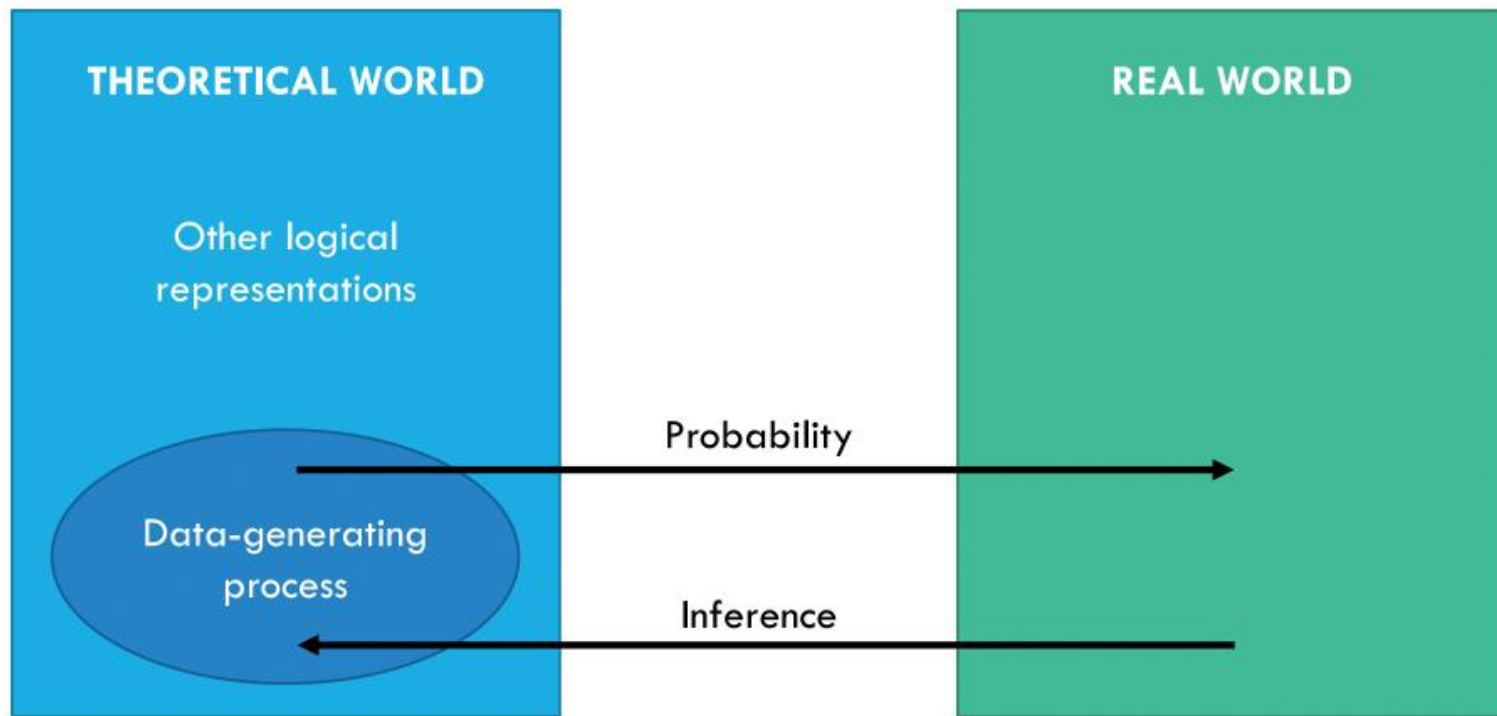 THEORETICAL WORLD
REAL WORLD
Other logical
representations
Probability
Data-generating
process
Inference